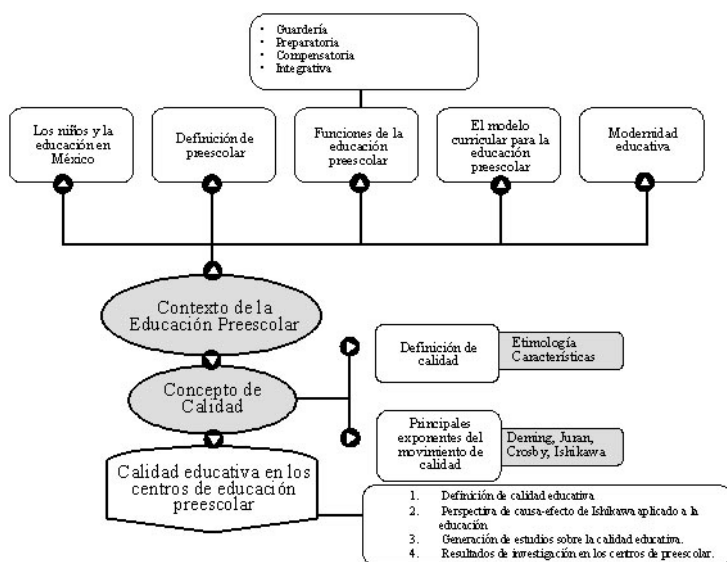 • Guardería
• Preparatoria
• Compensatoria
• Integrativa
Los niños y la
educación en
México
Definición de
preescolar
Funciones de la
educación
preescolar
El modelo
curricular para la
educación
preescolar
Modernidad
educativa
Contexto de la
Educación Preescolar
Concepto de
Calidad
Definición de
calidad
Etimología
Características
Principales
exponentes del
movimiento de
calidad
Deming, Juran,
Crosby, Ishikawa
Calidad educativa en los
centros de educación
preescolar
1. Definición de calidad educativa
2. Perspectiva de causa-efecto de Ishikawa aplicado a la
educación
3. Generación de estudios sobre la calidad educativa.
4. Resultados de investigación en los centros de preescolar.